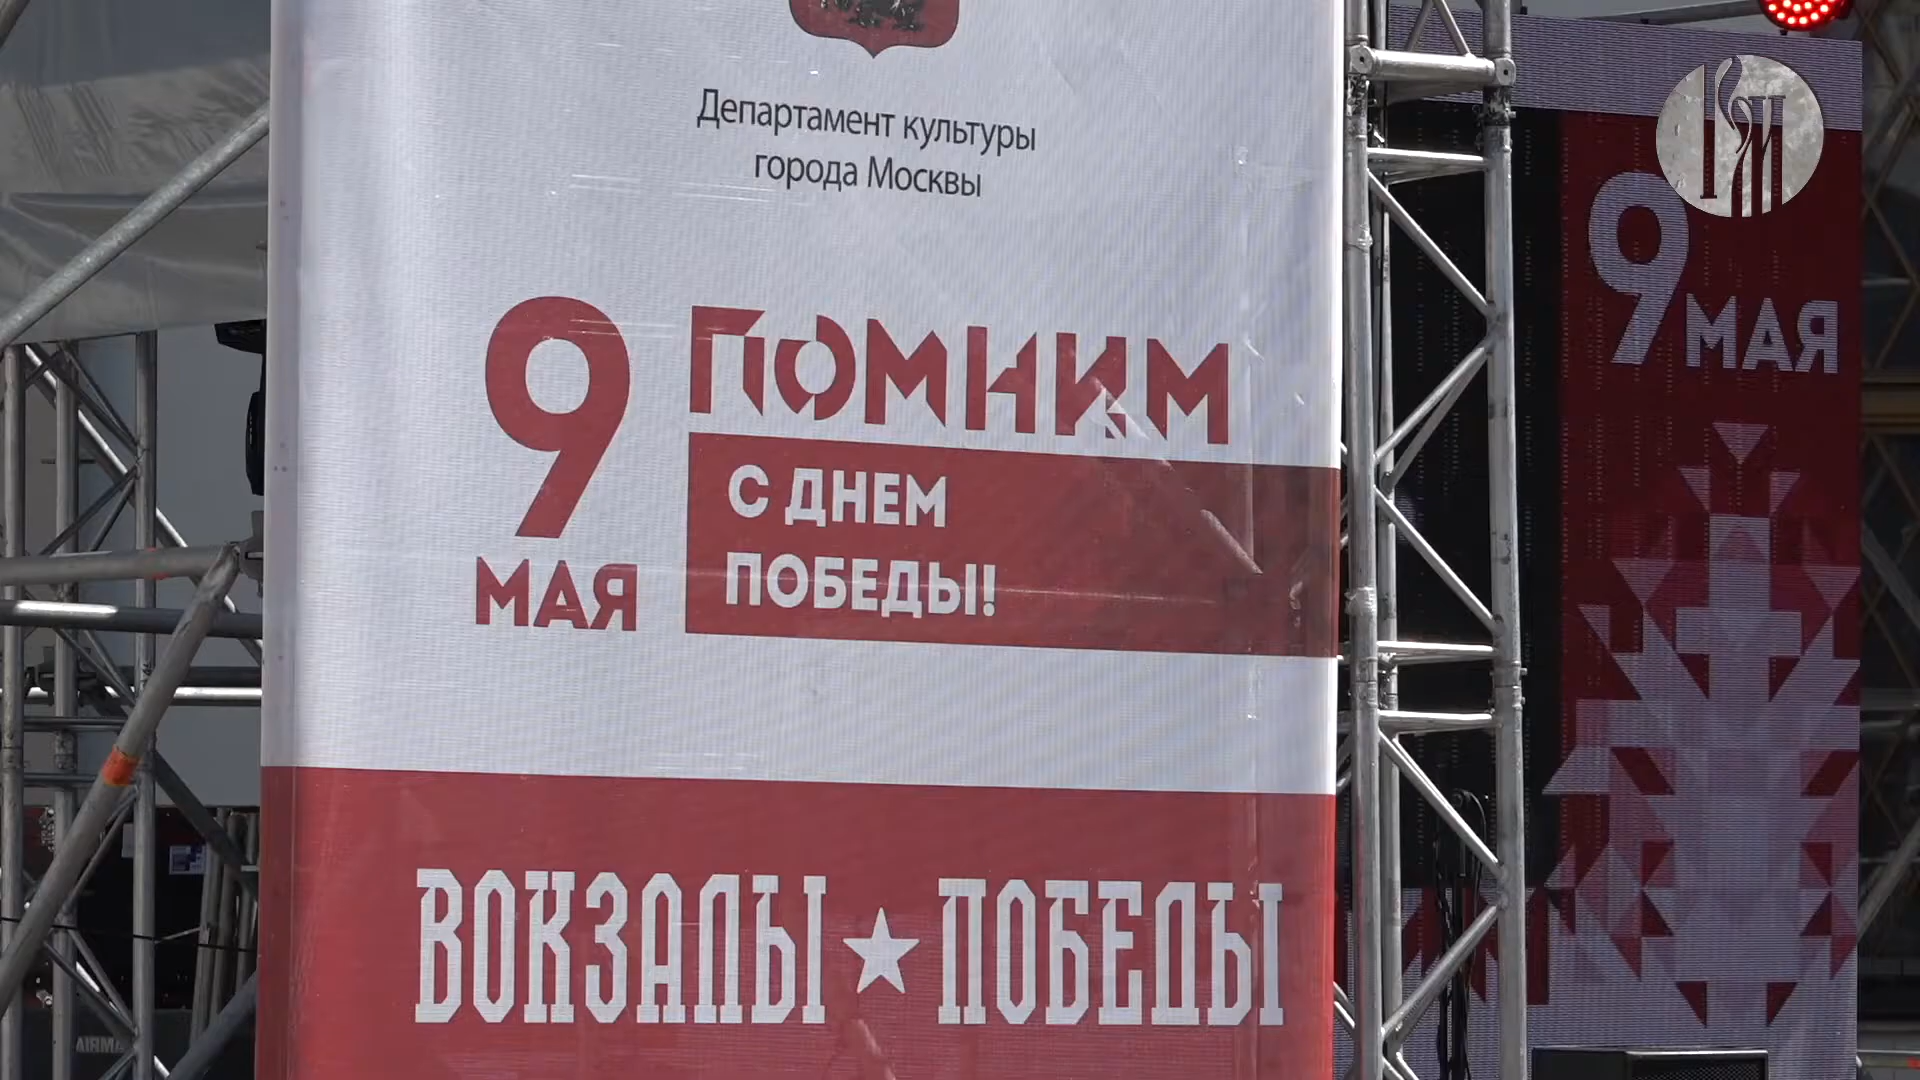 Департамент культуры
города Москвы
9
МАЯ
ПОМНИМ
С ДНЕМ
ПОБЕДЫ!
ВОКЗАЛЫ ★ ПОБЕДЫ
9
МАЯ